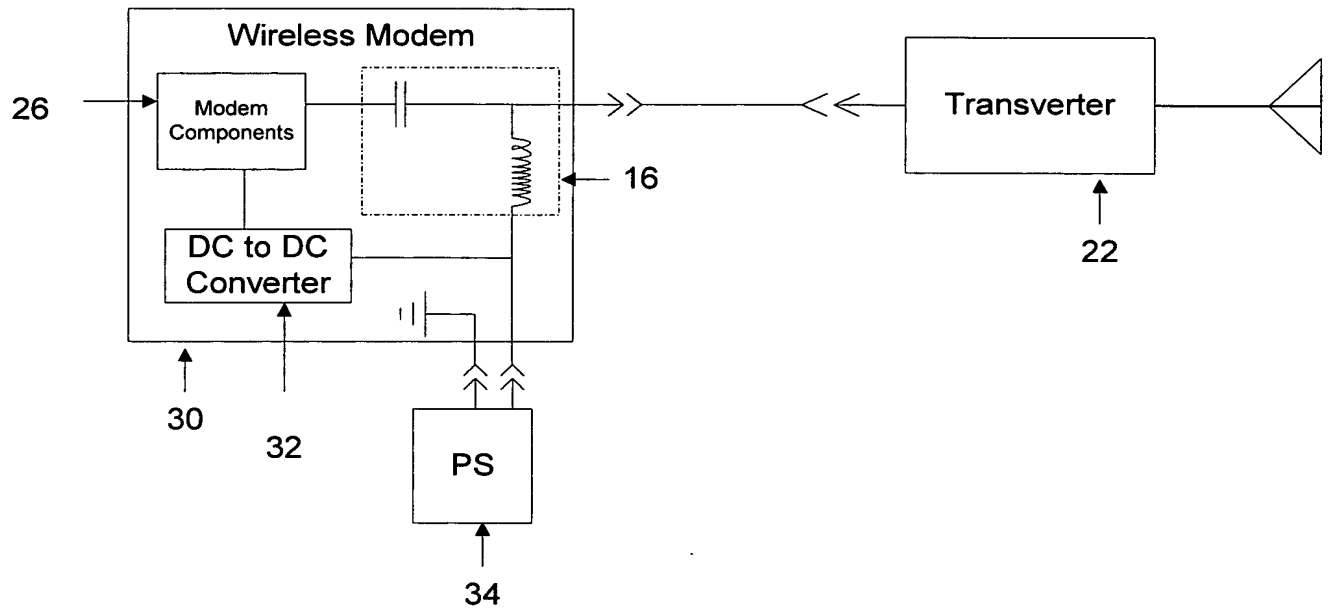 Wireless Modem
26
Modem
Components
Transverter
16
DC to DC
Converter
22
30
32
PS
34